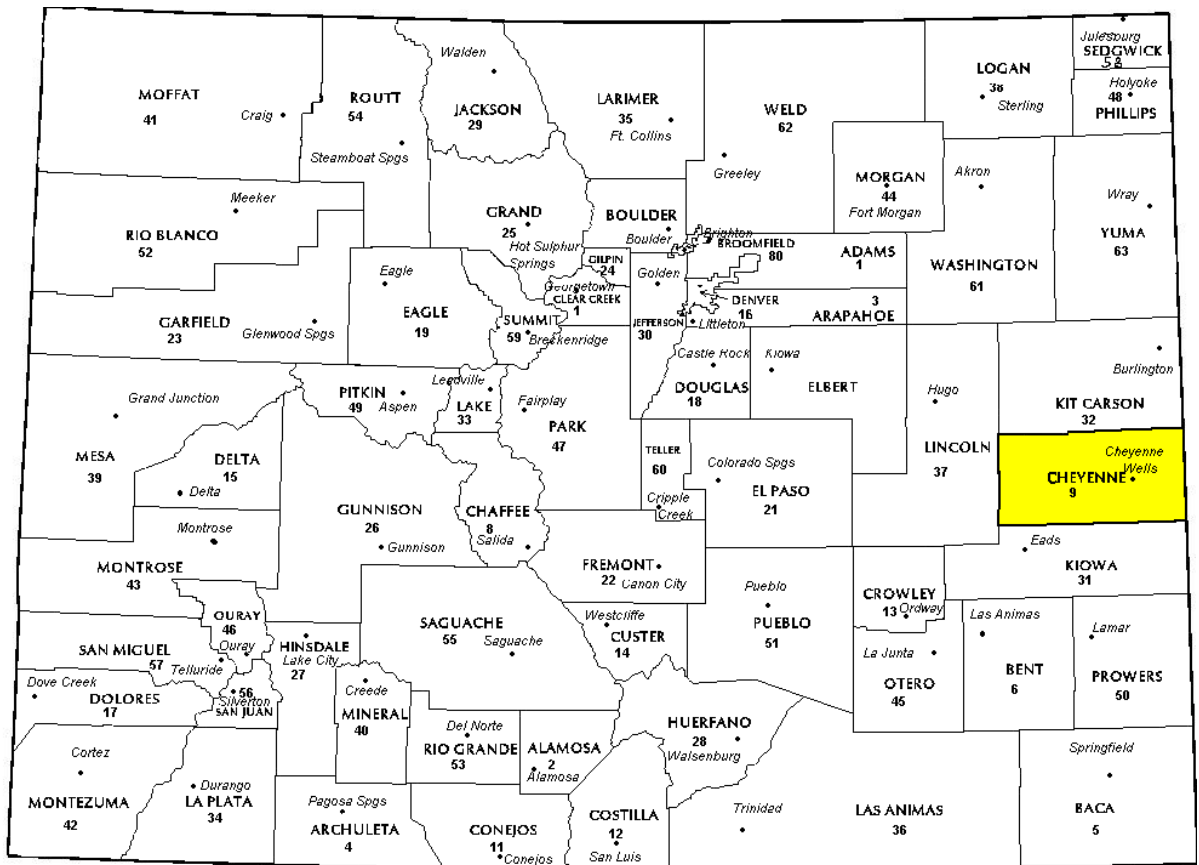 Julesburg
SEDGWICK
58
Walden
LOGAN
38
Sterling
Holyoke
48
PHILLIPS
MOFFAT
41
Craig
ROUTT
54
Steamboat Spgs
JACKSON
29
LARIMER
35
Ft. Collins
WELD
62
Greeley
MORGAN
44
Fort Morgan
Akron
WASHINGTON
61
Wray
YUMA
63
Meeker
RIO BLANCO
52
GRAND
25
Hot Sulphur
Springs
BOULDER
Boulder
Brighton
BROOMFIELD
80
ADAMS
1
GILPIN
24
Golden
Georgetown
CLEAR CREEK
1
DENVER
16
3
ARAPAHOE
Eagle
EAGLE
19
GARFIELD
23
Glenwood Spgs
SUMMIT
59
Breckenridge
JEFFERSON
30
Littleton
Castle Rock
DOUGLAS
18
Kiowa
ELBERT
Hugo
LINCOLN
37
Burlington
KIT CARSON
32
Grand Junction
MESA
39
PITKIN
49
Aspen
Leedville
LAKE
33
Fairplay
PARK
47
TELLER
60
Cripple
Creek
Colorado Spgs
EL PASO
21
Cheyenne
Wells
CHEYENNE
9
DELTA
15
Delta
GUNNISON
26
Gunnison
CHAFFEE
8
Salida
Montrose
MONTROSE
43
FREMONT
22
Canon City
Pueblo
PUEBLO
51
CROWLEY
13
Ordway
Eads
KIOWA
31
OURAY
46
Ouray
SAN MIGUEL
57
Telluride
HINSDALE
Lake City
27
SAGUACHE
55
Saguache
Westcliffe
CUSTER
14
La Junta
OTERO
45
Las Animas
BENT
6
Lamar
PROWERS
50
Dove Creek
DOLORES
17
56
Silverton
SAN JUAN
Creede
MINERAL
40
Del Norte
RIO GRANDE
53
ALAMOSA
2
Alamosa
HUERFANO
28
Walsenburg
Cortez
MONTEZUMA
42
Durango
LA PLATA
34
Pagosa Spgs
ARCHULETA
4
CONEJOS
11
Conejos
COSTILLA
12
San Luis
Trinidad
LAS ANIMAS
36
Springfield
BACA
5